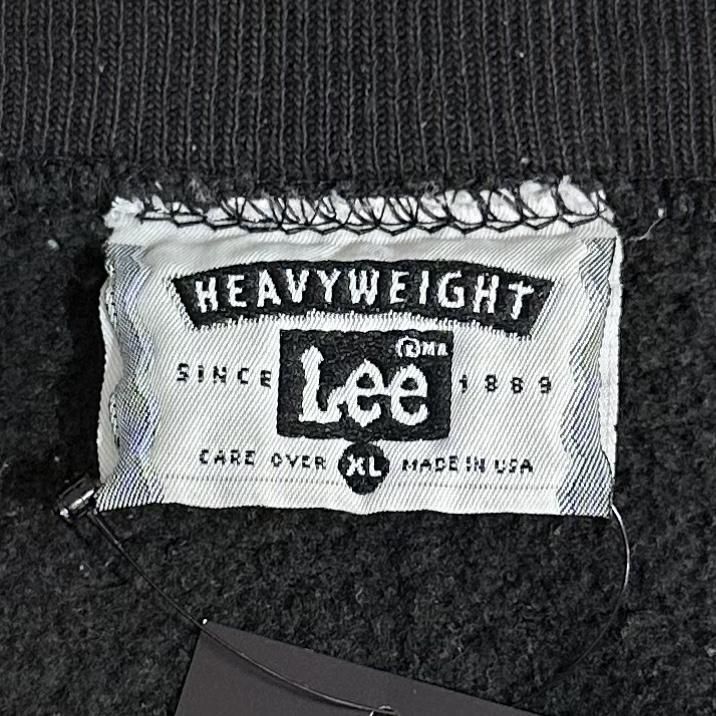 HEAVYWEIGHT
®MR
SINCE Lee 1889
CARE OVER XL MADE IN USA